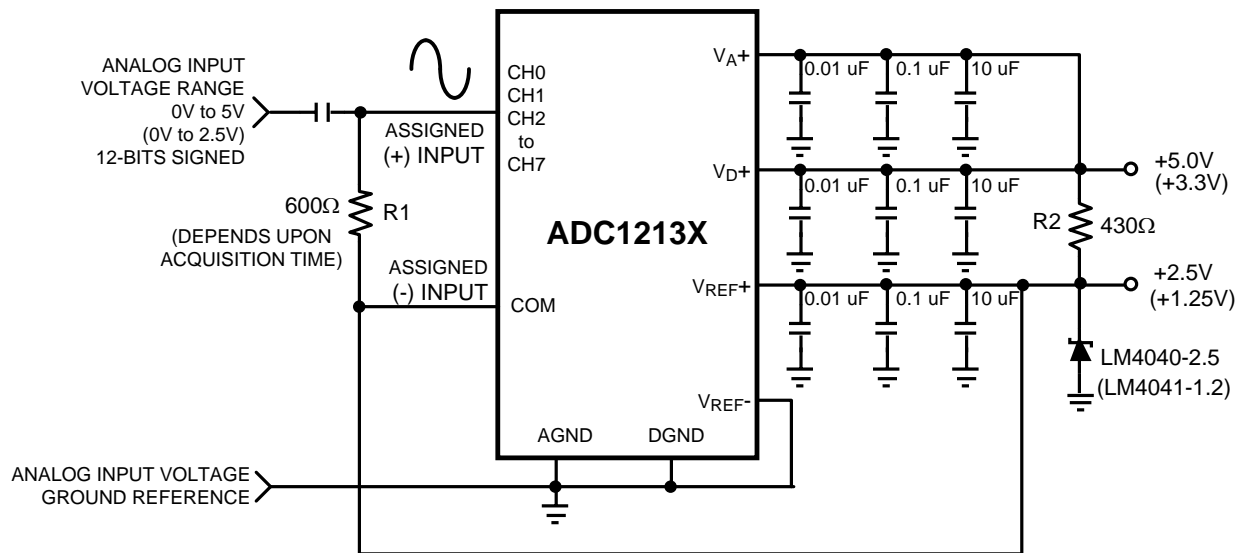 ANALOG INPUT
VOLTAGE RANGE
0V to 5V
(0V to 2.5V)
12-BITS SIGNED
ASSIGNED
(+) INPUT
600Ω
R1
(DEPENDS UPON
ACQUISITION TIME)
ASSIGNED
(-) INPUT
CH0
CH1
CH2
to
CH7
COM
ADC1213X
VA+
0.01 uF
0.1 uF
10 uF
VD+
0.01 uF
0.1 uF
10 uF
+5.0V
(+3.3V)
R2
430Ω
VREF+
0.01 uF
0.1 uF
10 uF
+2.5V
(+1.25V)
LM4040-2.5
(LM4041-1.2)
VREF-
AGND
DGND
ANALOG INPUT VOLTAGE
GROUND REFERENCE